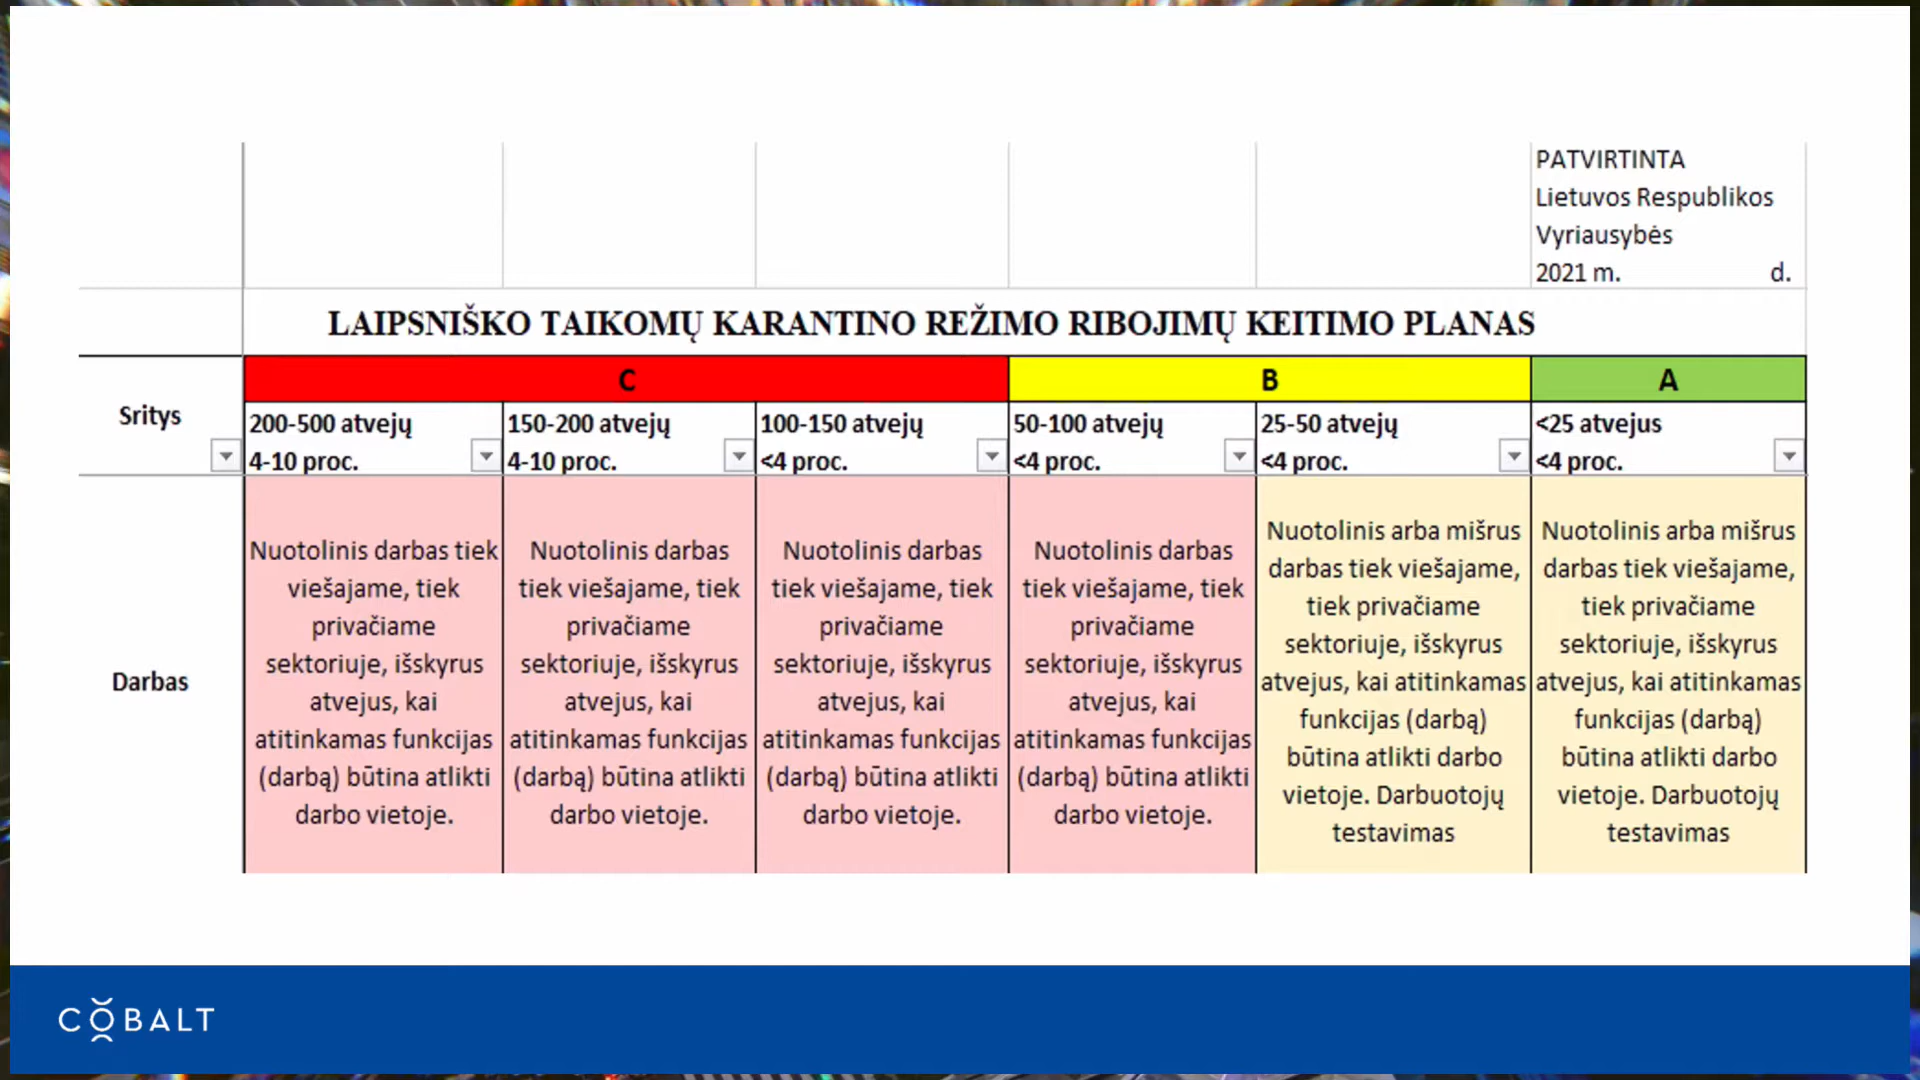 PATVIRTINTA
Lietuvos Respublikos
Vyriausybės
2021 m. d.
LAIPSNIŠKO TAIKOMŲ KARANTINO REŽIMO RIBOJIMŲ KEITIMO PLANAS
Sritys
C
B
A
200-500 atvejų
4-10 proc.
150-200 atvejų
4-10 proc.
100-150 atvejų
<4 proc.
50-100 atvejų
<4 proc.
25-50 atvejų
<4 proc.
<25 atvejus
<4 proc.
Darbas
Nuotolinis darbas tiek
viešajame, tiek
privačiame
sektoriuje, išskyrus
atvejus, kai
atitinkamas funkcijas
(darbą) būtina atlikti
darbo vietoje.
Nuotolinis darbas
tiek viešajame, tiek
privačiame
sektoriuje, išskyrus
atvejus, kai
atitinkamas funkcijas
(darbą) būtina atlikti
darbo vietoje.
Nuotolinis darbas
tiek viešajame, tiek
privačiame
sektoriuje, išskyrus
atvejus, kai
atitinkamas funkcijas
(darbą) būtina atlikti
darbo vietoje.
Nuotolinis darbas
tiek viešajame, tiek
privačiame
sektoriuje, išskyrus
atvejus, kai
atitinkamas funkcijas
(darbą) būtina atlikti
darbo vietoje.
Nuotolinis arba mišrus
darbas tiek viešajame,
tiek privačiame
sektoriuje, išskyrus
atvejus, kai atitinkamas
funkcijas (darbą)
būtina atlikti darbo
vietoje. Darbuotojų
testavimas
Nuotolinis arba mišrus
darbas tiek viešajame,
tiek privačiame
sektoriuje, išskyrus
atvejus, kai atitinkamas
funkcijas (darbą)
būtina atlikti darbo
vietoje. Darbuotojų
testavimas
COBALT